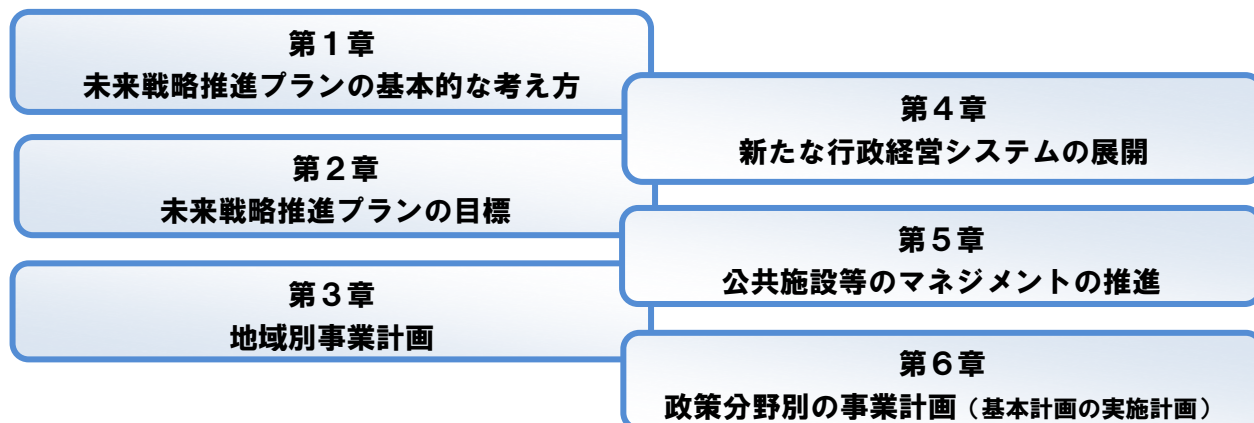 第１章
未来戦略推進プランの基本的な考え方
第２章
未来戦略推進プランの目標
第３章
地域別事業計画
第４章
新たな行政経営システムの展開
第５章
公共施設等のマネジメントの推進
第６章
政策分野別の事業計画（基本計画の実施計画）